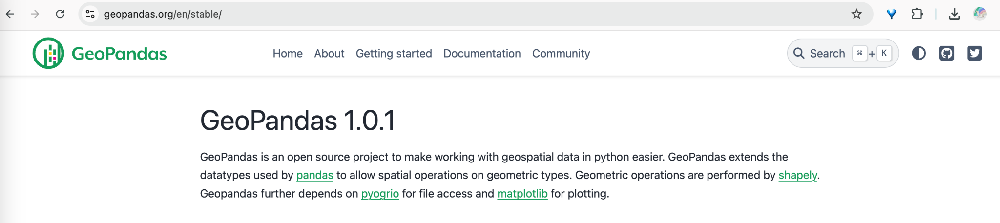 geopandas.org/en/stable/
GeoPandas Home About Getting started Documentation Community Search ⌘ + K
GeoPandas 1.0.1
GeoPandas is an open source project to make working with geospatial data in python easier. GeoPandas extends the
datatypes used by pandas to allow spatial operations on geometric types. Geometric operations are performed by shapely.
Geopandas further depends on pyogrio for file access and matplotlib for plotting.